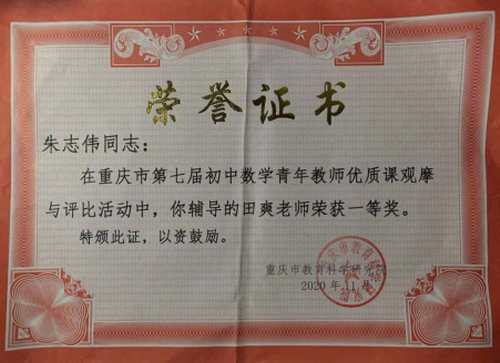 荣誉证书
朱志伟同志：
在重庆市第七届初中数学青年教师优质课观摩
与评比活动中，你辅导的田爽老师荣获一等奖。
特颁此证，以资鼓励。
重庆市教育科学研究院
2020年11月